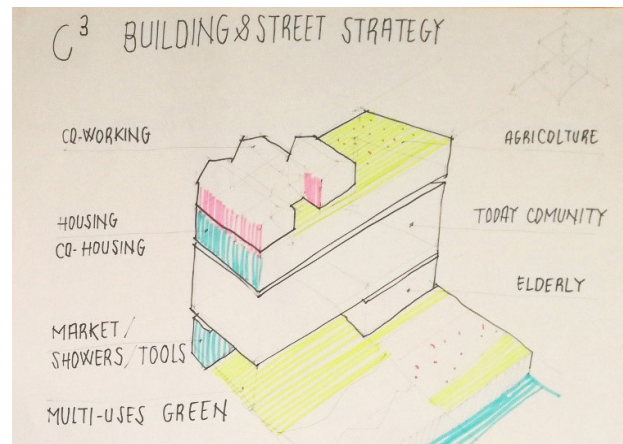 C³ BUILDING & STREET STRATEGY
CO-WORKING
AGRICOLTURE
HOUSING
CO-HOUSING
TODAY COMUNITY
ELDERLY
MARKET/
SHOWERS/TOOLS
MULTI-USES GREEN